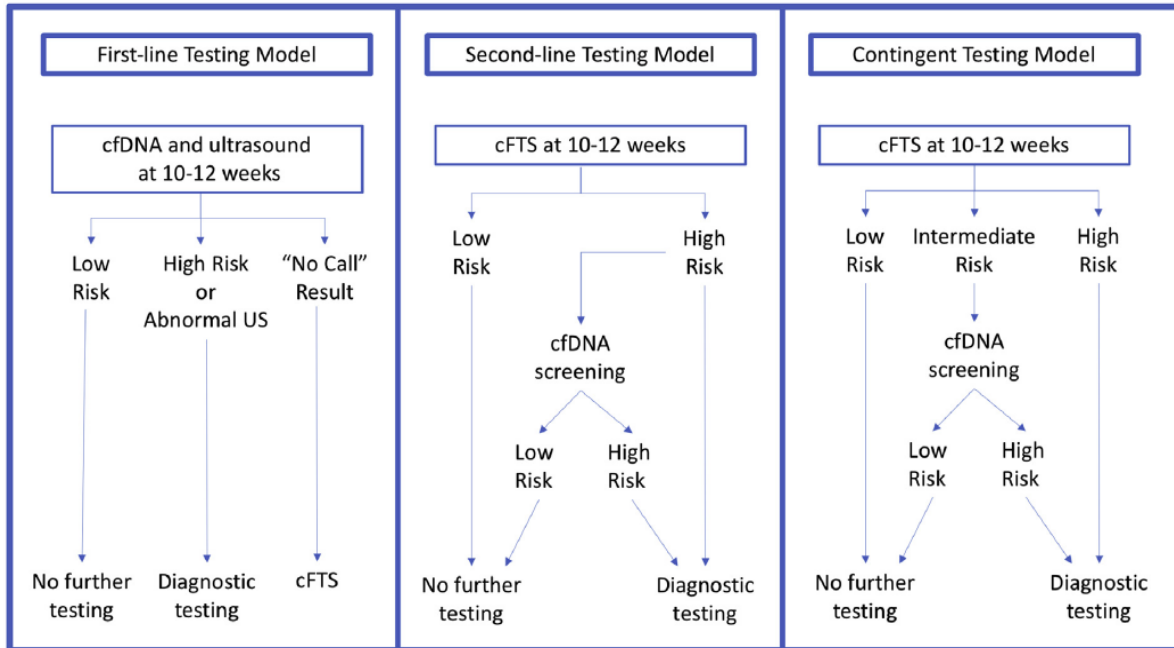 First-line Testing Model
cfDNA and ultrasound
at 10-12 weeks
Low
Risk
High Risk
or
Abnormal US
“No Call”
Result
No further
testing
Diagnostic
testing
cFTS
Second-line Testing Model
cFTS at 10-12 weeks
Low
Risk
High
Risk
cfDNA
screening
Low
Risk
High
Risk
No further
testing
Diagnostic
testing
Contingent Testing Model
cFTS at 10-12 weeks
Low
Risk
Intermediate
Risk
High
Risk
cfDNA
screening
Low
Risk
High
Risk
No further
testing
Diagnostic
testing